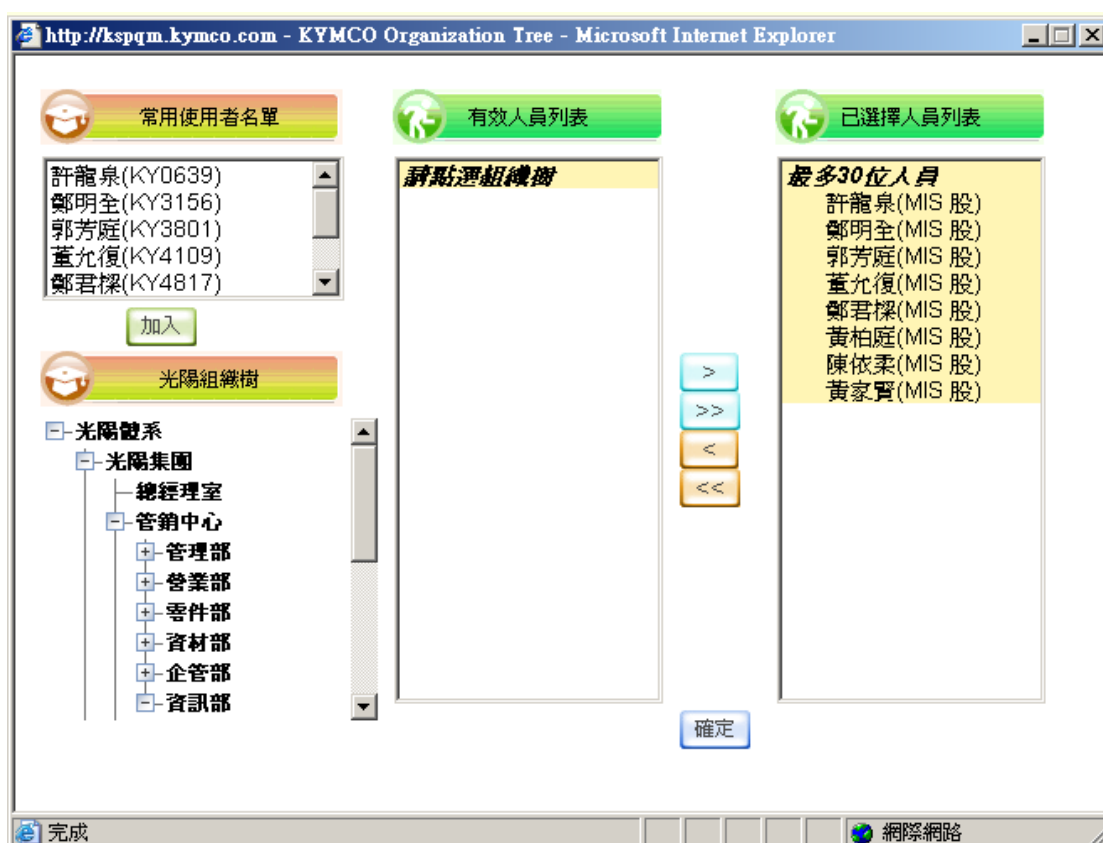 http://kspqm.kymco.com - KYMCO Organization Tree - Microsoft Internet Explorer
常用使用者名單
許龍泉(KY0639)
鄭明全(KY3156)
郭芳庭(KY3801)
董允復(KY4109)
鄭君櫟(KY4817)
加入
光陽組織樹
光陽體系
光陽集團
總經理室
管銷中心
管理部
營業部
零件部
資材部
企管部
資訊部
有效人員列表
請點選組織樹
>
>>
<
<<
確定
已選擇人員列表
最多30位人員
許龍泉(MIS 股)
鄭明全(MIS 股)
郭芳庭(MIS 股)
董允復(MIS 股)
鄭君櫟(MIS 股)
黃柏庭(MIS 股)
陳依柔(MIS 股)
黃家賢(MIS 股)
完成
網際網路